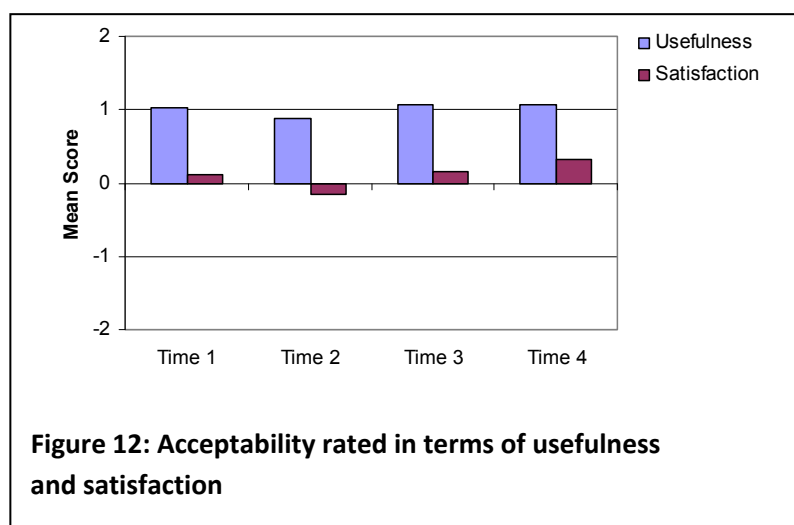 2
1
0
-1
-2
Mean Score
Time 1 Time 2 Time 3 Time 4
Usefulness
Satisfaction
Figure 12: Acceptability rated in terms of usefulness
and satisfaction